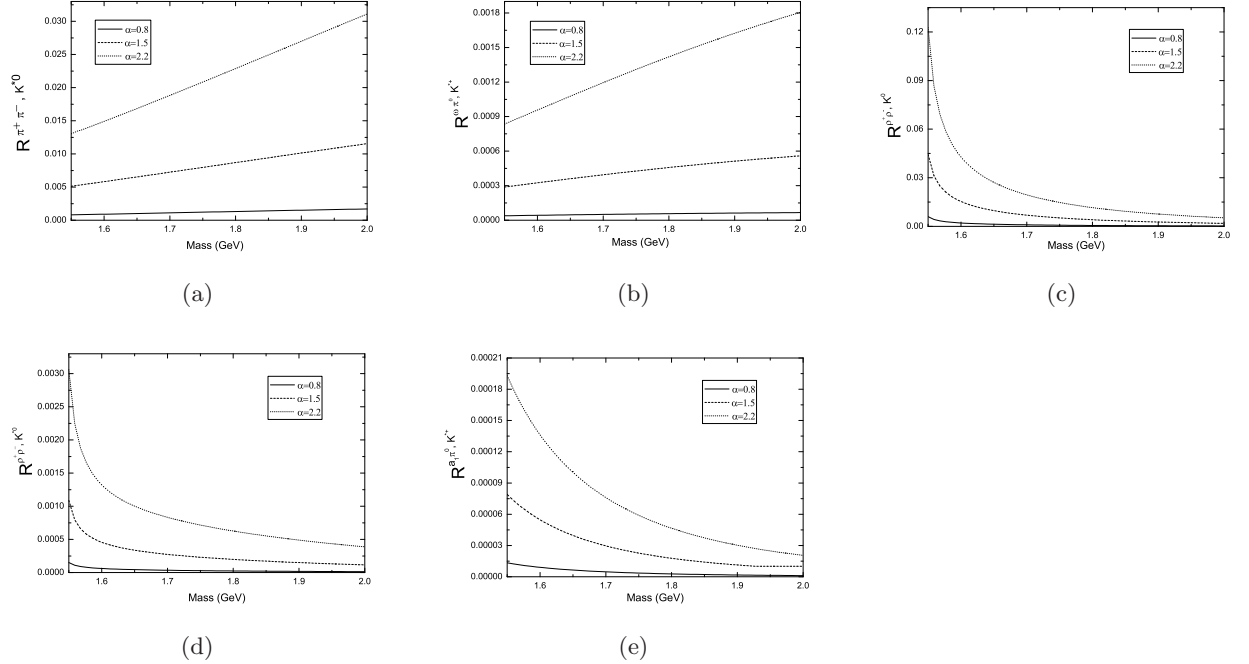 0.030
0.025
0.020
0.015
0.010
0.005
0.000
R π⁺ π⁻ , K*0
α=0.8
α=1.5
α=2.2
1.6 1.7 1.8 1.9 2.0
Mass (GeV)
(a)
0.0018
0.0015
0.0012
0.0009
0.0006
0.0003
0.0000
R ω π⁰, K*+
α=0.8
α=1.5
α=2.2
1.6 1.7 1.8 1.9 2.0
Mass (GeV)
(b)
0.12
0.09
0.06
0.03
0.00
R ρ⁺ρ⁻, K⁰
α=0.8
α=1.5
α=2.2
1.6 1.7 1.8 1.9 2.0
Mass (GeV)
(c)
0.0030
0.0025
0.0020
0.0015
0.0010
0.0005
0.0000
R ρ⁺ρ⁻, K*0
α=0.8
α=1.5
α=2.2
1.6 1.7 1.8 1.9 2.0
Mass (GeV)
(d)
0.00021
0.00018
0.00015
0.00012
0.00009
0.00006
0.00003
0.00000
R a₁π⁰, K*+
α=0.8
α=1.5
α=2.2
1.6 1.7 1.8 1.9 2.0
Mass (GeV)
(e)